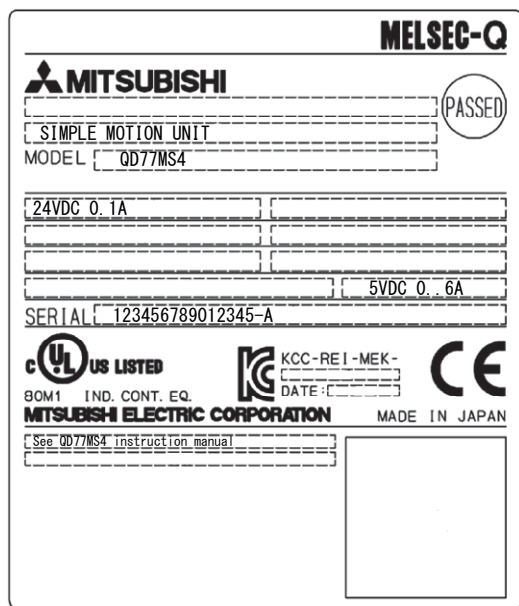 MELSEC-Q
MITSUBISHI
PASSED
SIMPLE MOTION UNIT
MODEL QD77MS4
24VDC 0.1A
5VDC 0..6A
SERIAL 123456789012345-A
C UL US LISTED
80M1 IND. CONT. EQ.
KCC-REI-MEK-
DATE:
CE
MITSUBISHI ELECTRIC CORPORATION
MADE IN JAPAN
See QD77MS4 instruction manual